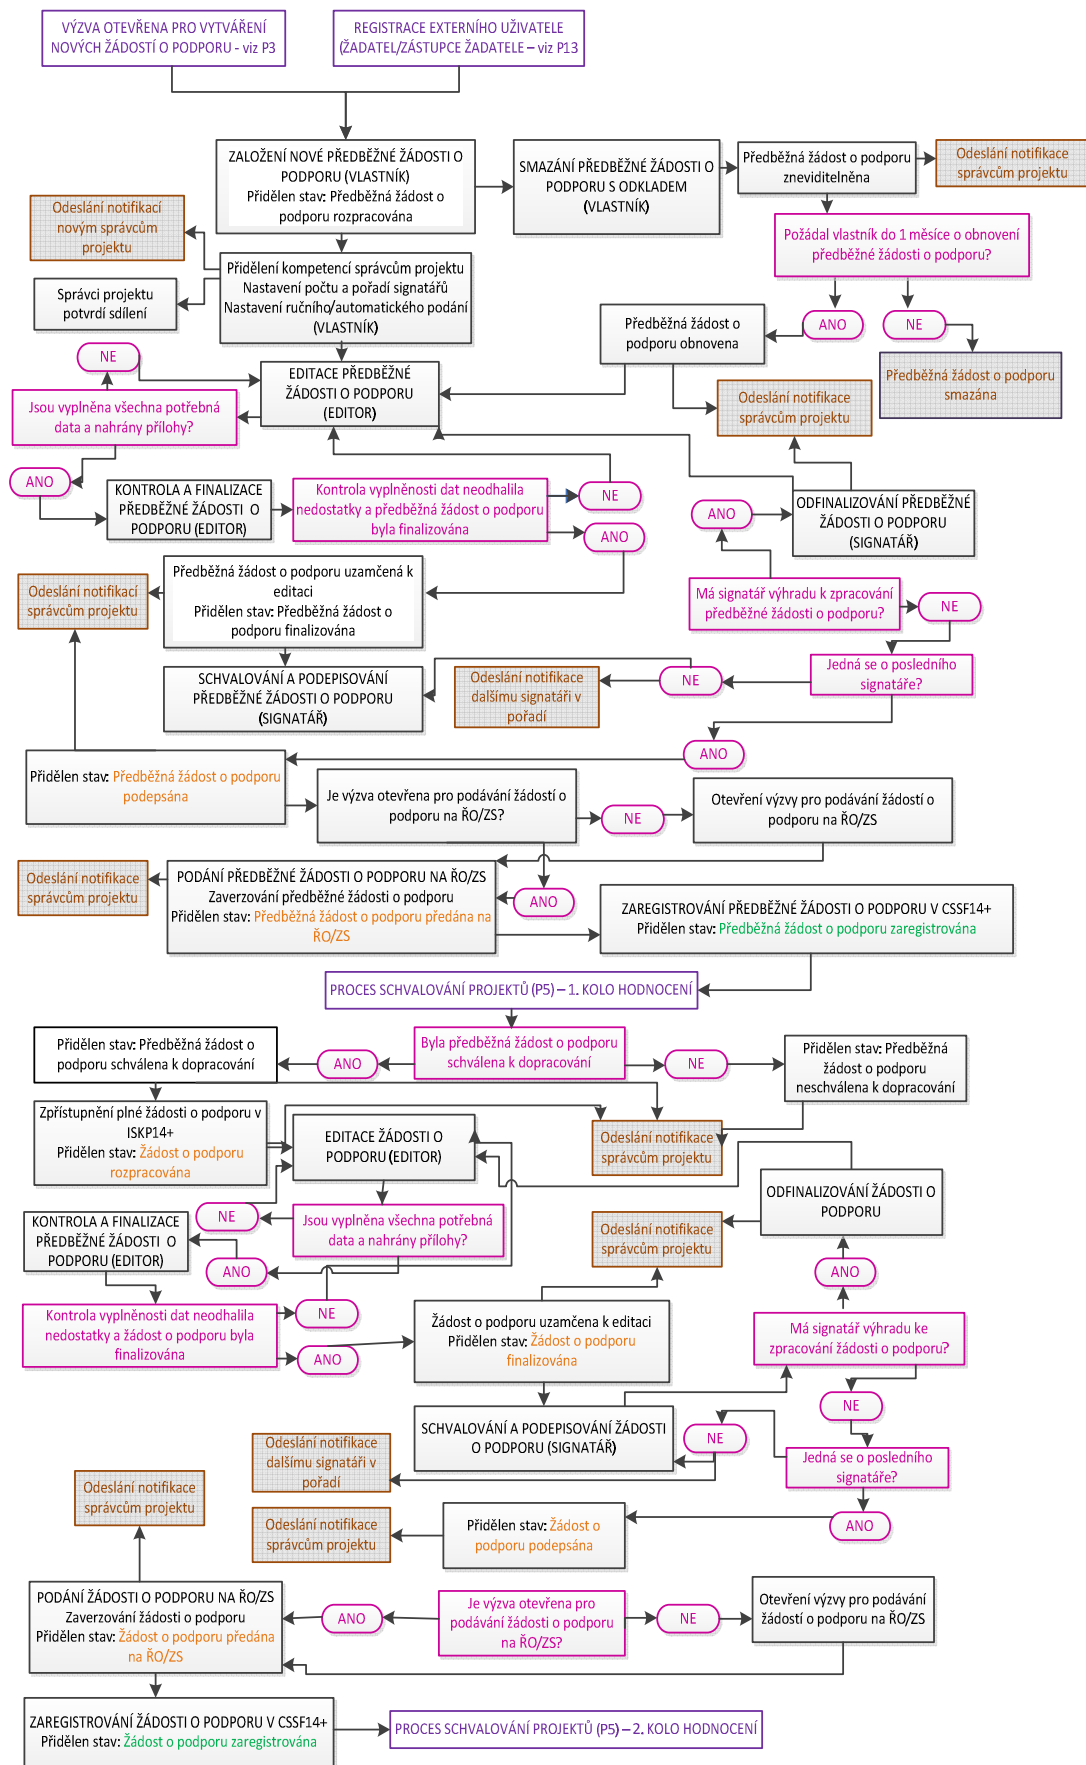 VÝZVA OTEVŘENA PRO VYTVÁŘENÍ
NOVÝCH ŽÁDOSTÍ O PODPORU - viz P3
REGISTRACE EXTERNÍHO UŽIVATELE
(ŽADATEL/ZÁSTUPCE ŽADATELE – viz P13
ZALOŽENÍ NOVÉ PŘEDBĚŽNÉ ŽÁDOSTI O
PODPORU (VLASTNÍK)
Přidělen stav: Předběžná žádost o
podporu rozpracována
SMAZÁNÍ PŘEDBĚŽNÉ ŽÁDOSTI O
PODPORU S ODKLADEM
(VLASTNÍK)
Předběžná žádost o podporu
zneviditelněna
Odeslání notifikace
správcům projektu
Odeslání notifikací
novým správcům
projektu
Požádal vlastník do 1 měsíce o obnovení
předběžné žádosti o podporu?
Přidělení kompetencí správcům projektu
Nastavení počtu a pořadí signatářů
Nastavení ručního/automatického podání
(VLASTNÍK)
Správci projektu
potvrdí sdílení
ANO
NE
Předběžná žádost o
podporu obnovena
NE
Předběžná žádost o podporu
smazána
EDITACE PŘEDBĚŽNÉ
ŽÁDOSTI O PODPORU
(EDITOR)
Jsou vyplněna všechna potřebná
data a nahrány přílohy?
Odeslání notifikace
správcům projektu
ANO
KONTROLA A FINALIZACE
PŘEDBĚŽNÉ ŽÁDOSTI O
PODPORU (EDITOR)
Kontrola vyplněnosti dat neodhalila
nedostatky a předběžná žádost o podporu
byla finalizována
NE
ANO
ANO
ODFINALIZOVÁNÍ PŘEDBĚŽNÉ
ŽÁDOSTI O PODPORU
(SIGNATÁŘ)
Předběžná žádost o podporu uzamčená k
editaci
Přidělen stav: Předběžná žádost o
podporu finalizována
Odeslání notifikací
správcům projektu
Má signatář výhradu k zpracování
předběžné žádosti o podporu?
NE
SCHVALOVÁNÍ A PODEPISOVÁNÍ
PŘEDBĚŽNÉ ŽÁDOSTI O PODPORU
(SIGNATÁŘ)
Odeslání notifikace
dalšímu signatáři v
pořadí
NE
Jedná se o posledního
signatáře?
ANO
Přidělen stav: Předběžná žádost o podporu
podepsána
Je výzva otevřena pro podávání žádostí o
podporu na ŘO/ZS?
NE
Otevření výzvy pro podávání žádostí o
podporu na ŘO/ZS
Odeslání notifikace
správcům projektu
PODÁNÍ PŘEDBĚŽNÉ ŽÁDOSTI O PODPORU NA ŘO/ZS
Zaverzování předběžné žádosti o podporu
Přidělen stav: Předběžná žádost o podporu předána na
ŘO/ZS
ANO
ZAREGISTROVÁNÍ PŘEDBĚŽNÉ ŽÁDOSTI O PODPORU V CSSF14+
Přidělen stav: Předběžná žádost o podporu zaregistrována
PROCES SCHVALOVÁNÍ PROJEKTŮ (P5) – 1. KOLO HODNOCENÍ
Přidělen stav: Předběžná žádost o
podporu schválena k dopracování
ANO
Byla předběžná žádost o podporu
schválena k dopracování
NE
Přidělen stav: Předběžná
žádost o podporu
neschválena k dopracování
Zpřístupnění plné žádosti o podporu v
ISKP14+
Přidělen stav: Žádost o podporu
rozpracována
EDITACE ŽÁDOSTI O
PODPORU (EDITOR)
Odeslání notifikace
správcům projektu
ODFINALIZOVÁNÍ ŽÁDOSTI O
PODPORU
NE
Jsou vyplněna všechna potřebná
data a nahrány přílohy?
KONTROLA A FINALIZACE
PŘEDBĚŽNÉ ŽÁDOSTI O
PODPORU (EDITOR)
ANO
Odeslání notifikace
správcům projektu
ANO
Kontrola vyplněnosti dat neodhalila
nedostatky a žádost o podporu byla
finalizována
NE
ANO
Žádost o podporu uzamčena k editaci
Přidělen stav: Žádost o podporu
finalizována
Má signatář výhradu ke
zpracování žádosti o podporu?
NE
SCHVALOVÁNÍ A PODEPISOVÁNÍ ŽÁDOSTI
O PODPORU (SIGNATÁŘ)
NE
Jedná se o posledního
signatáře?
Odeslání notifikace
dalšímu signatáři v
pořadí
Odeslání notifikace
správcům projektu
Odeslání notifikace
správcům projektu
Přidělen stav: Žádost o
podporu podepsána
ANO
PODÁNÍ ŽÁDOSTI O PODPORU NA ŘO/ZS
Zaverzování žádosti o podporu
Přidělen stav: Žádost o podporu předána
na ŘO/ZS
ANO
Je výzva otevřena pro
podávání žádostí o podporu
na ŘO/ZS?
NE
Otevření výzvy pro podávání
žádostí o podporu na ŘO/ZS
ZAREGISTROVÁNÍ ŽÁDOSTI O PODPORU V CSSF14+
Přidělen stav: Žádost o podporu zaregistrována
PROCES SCHVALOVÁNÍ PROJEKTŮ (P5) – 2. KOLO HODNOCENÍ